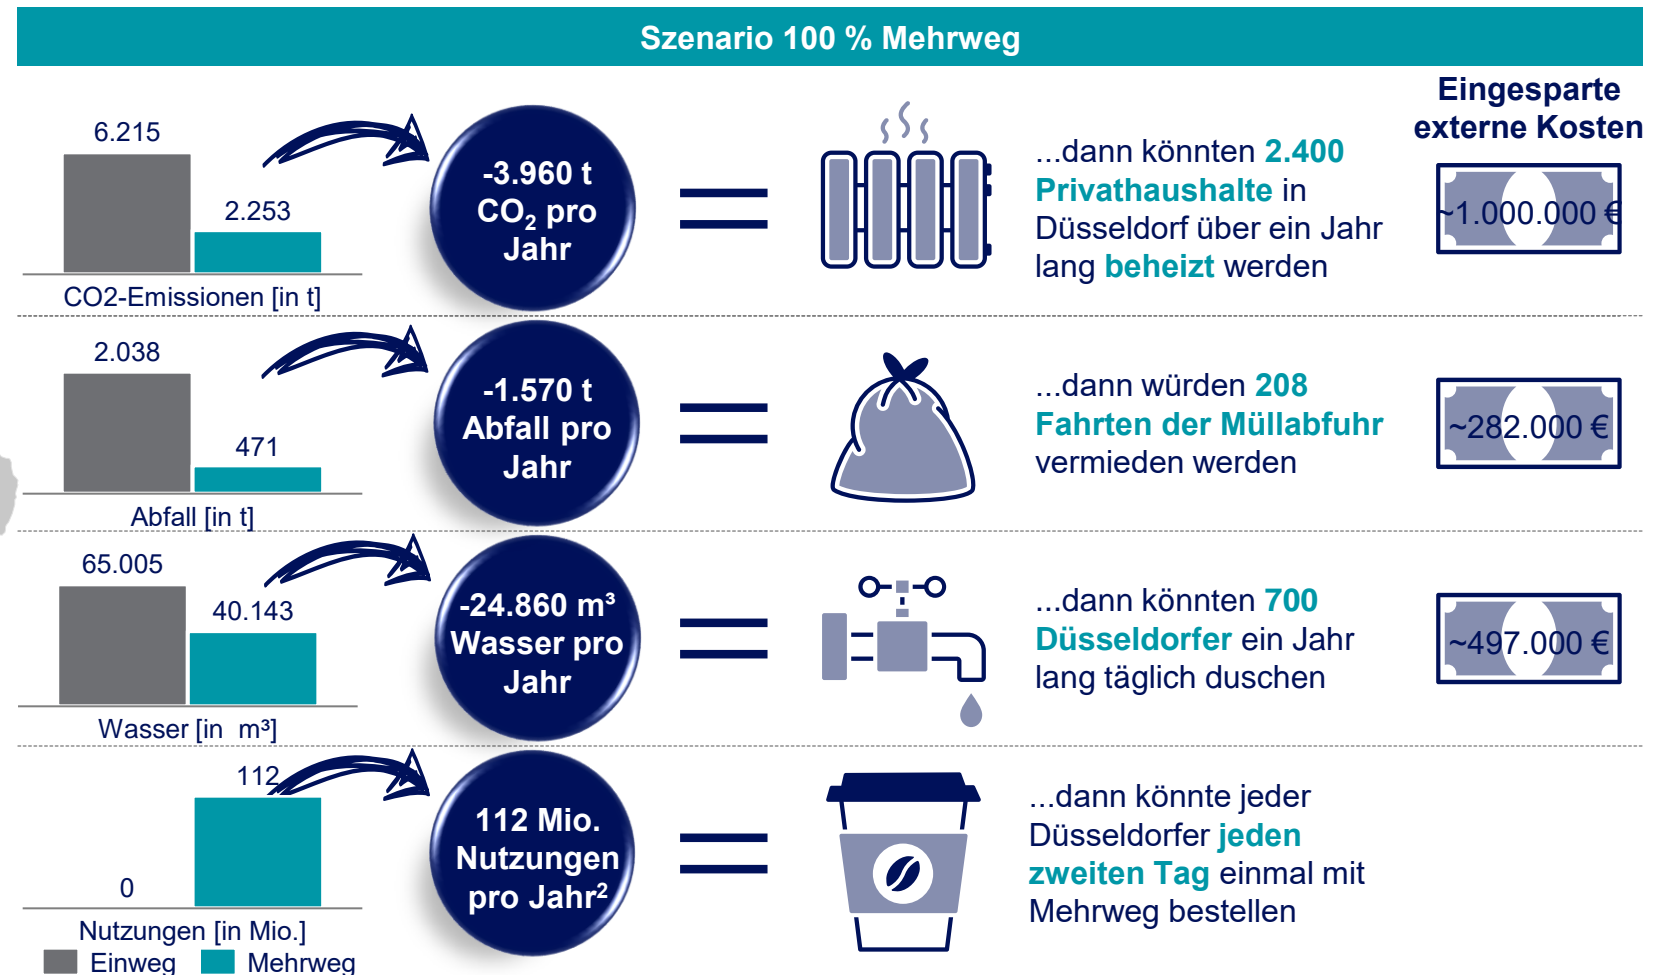 Szenario 100 % Mehrweg
Eingesparte
externe Kosten
6.215
2.253
CO2-Emissionen [in t]
-3.960 t
CO₂ pro
Jahr
...dann könnten 2.400
Privathaushalte in
Düsseldorf über ein Jahr
lang beheizt werden
~1.000.000 €
2.038
471
Abfall [in t]
-1.570 t
Abfall pro
Jahr
...dann würden 208
Fahrten der Müllabfuhr
vermieden werden
~282.000 €
65.005
40.143
Wasser [in m³]
-24.860 m³
Wasser pro
Jahr
...dann könnten 700
Düsseldorfer ein Jahr
lang täglich duschen
~497.000 €
112
0
Nutzungen [in Mio.]
112 Mio.
Nutzungen
pro Jahr²
...dann könnte jeder
Düsseldorfer jeden
zweiten Tag einmal mit
Mehrweg bestellen
Einweg
Mehrweg